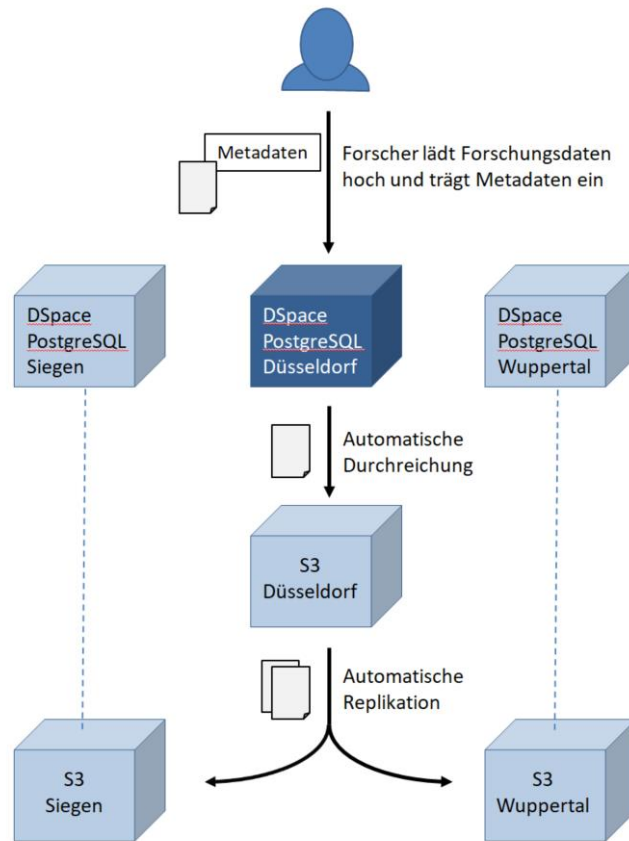 Metadaten
Forscher lädt Forschungsdaten
hoch und trägt Metadaten ein
DSpace
PostgreSQL
Siegen
DSpace
PostgreSQL
Düsseldorf
DSpace
PostgreSQL
Wuppertal
Automatische
Durchreichung
S3
Düsseldorf
Automatische
Replikation
S3
Siegen
S3
Wuppertal